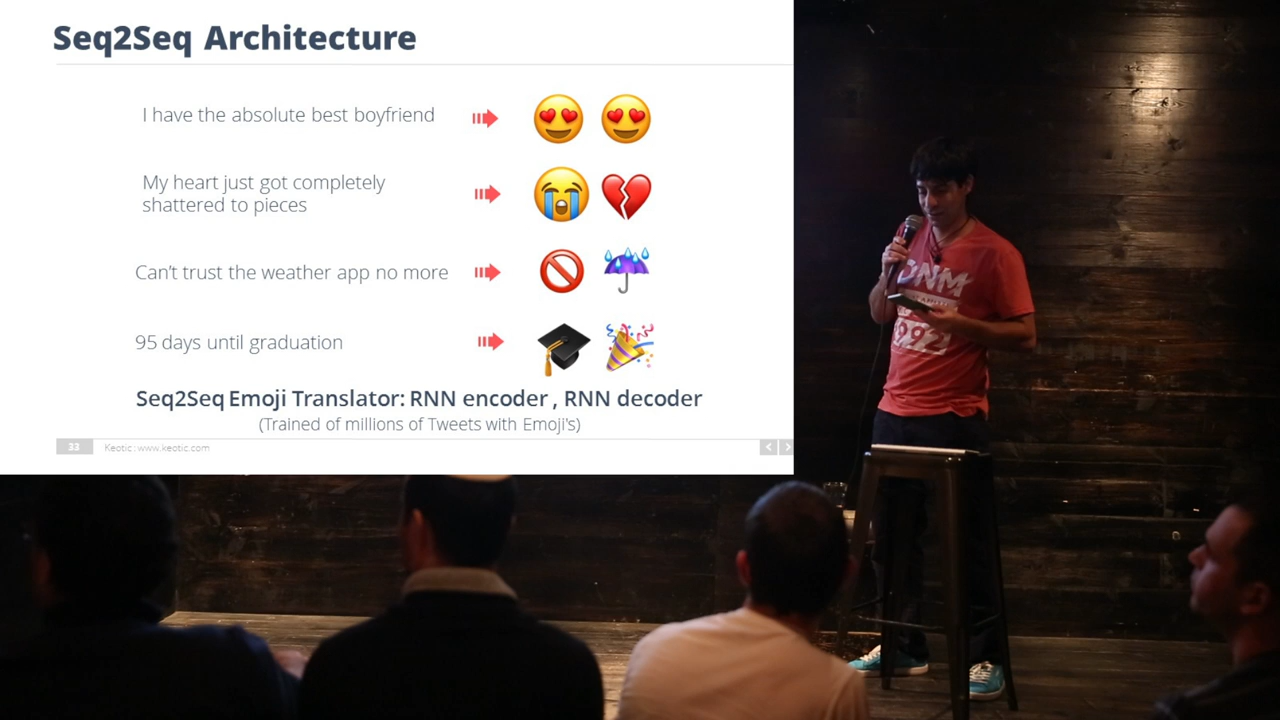 Seq2Seq Architecture
I have the absolute best boyfriend
My heart just got completely
shattered to pieces
Can't trust the weather app no more
95 days until graduation
Seq2Seq Emoji Translator: RNN encoder , RNN decoder
(Trained of millions of Tweets with Emoji's)
33 Keotic : www.keotic.com